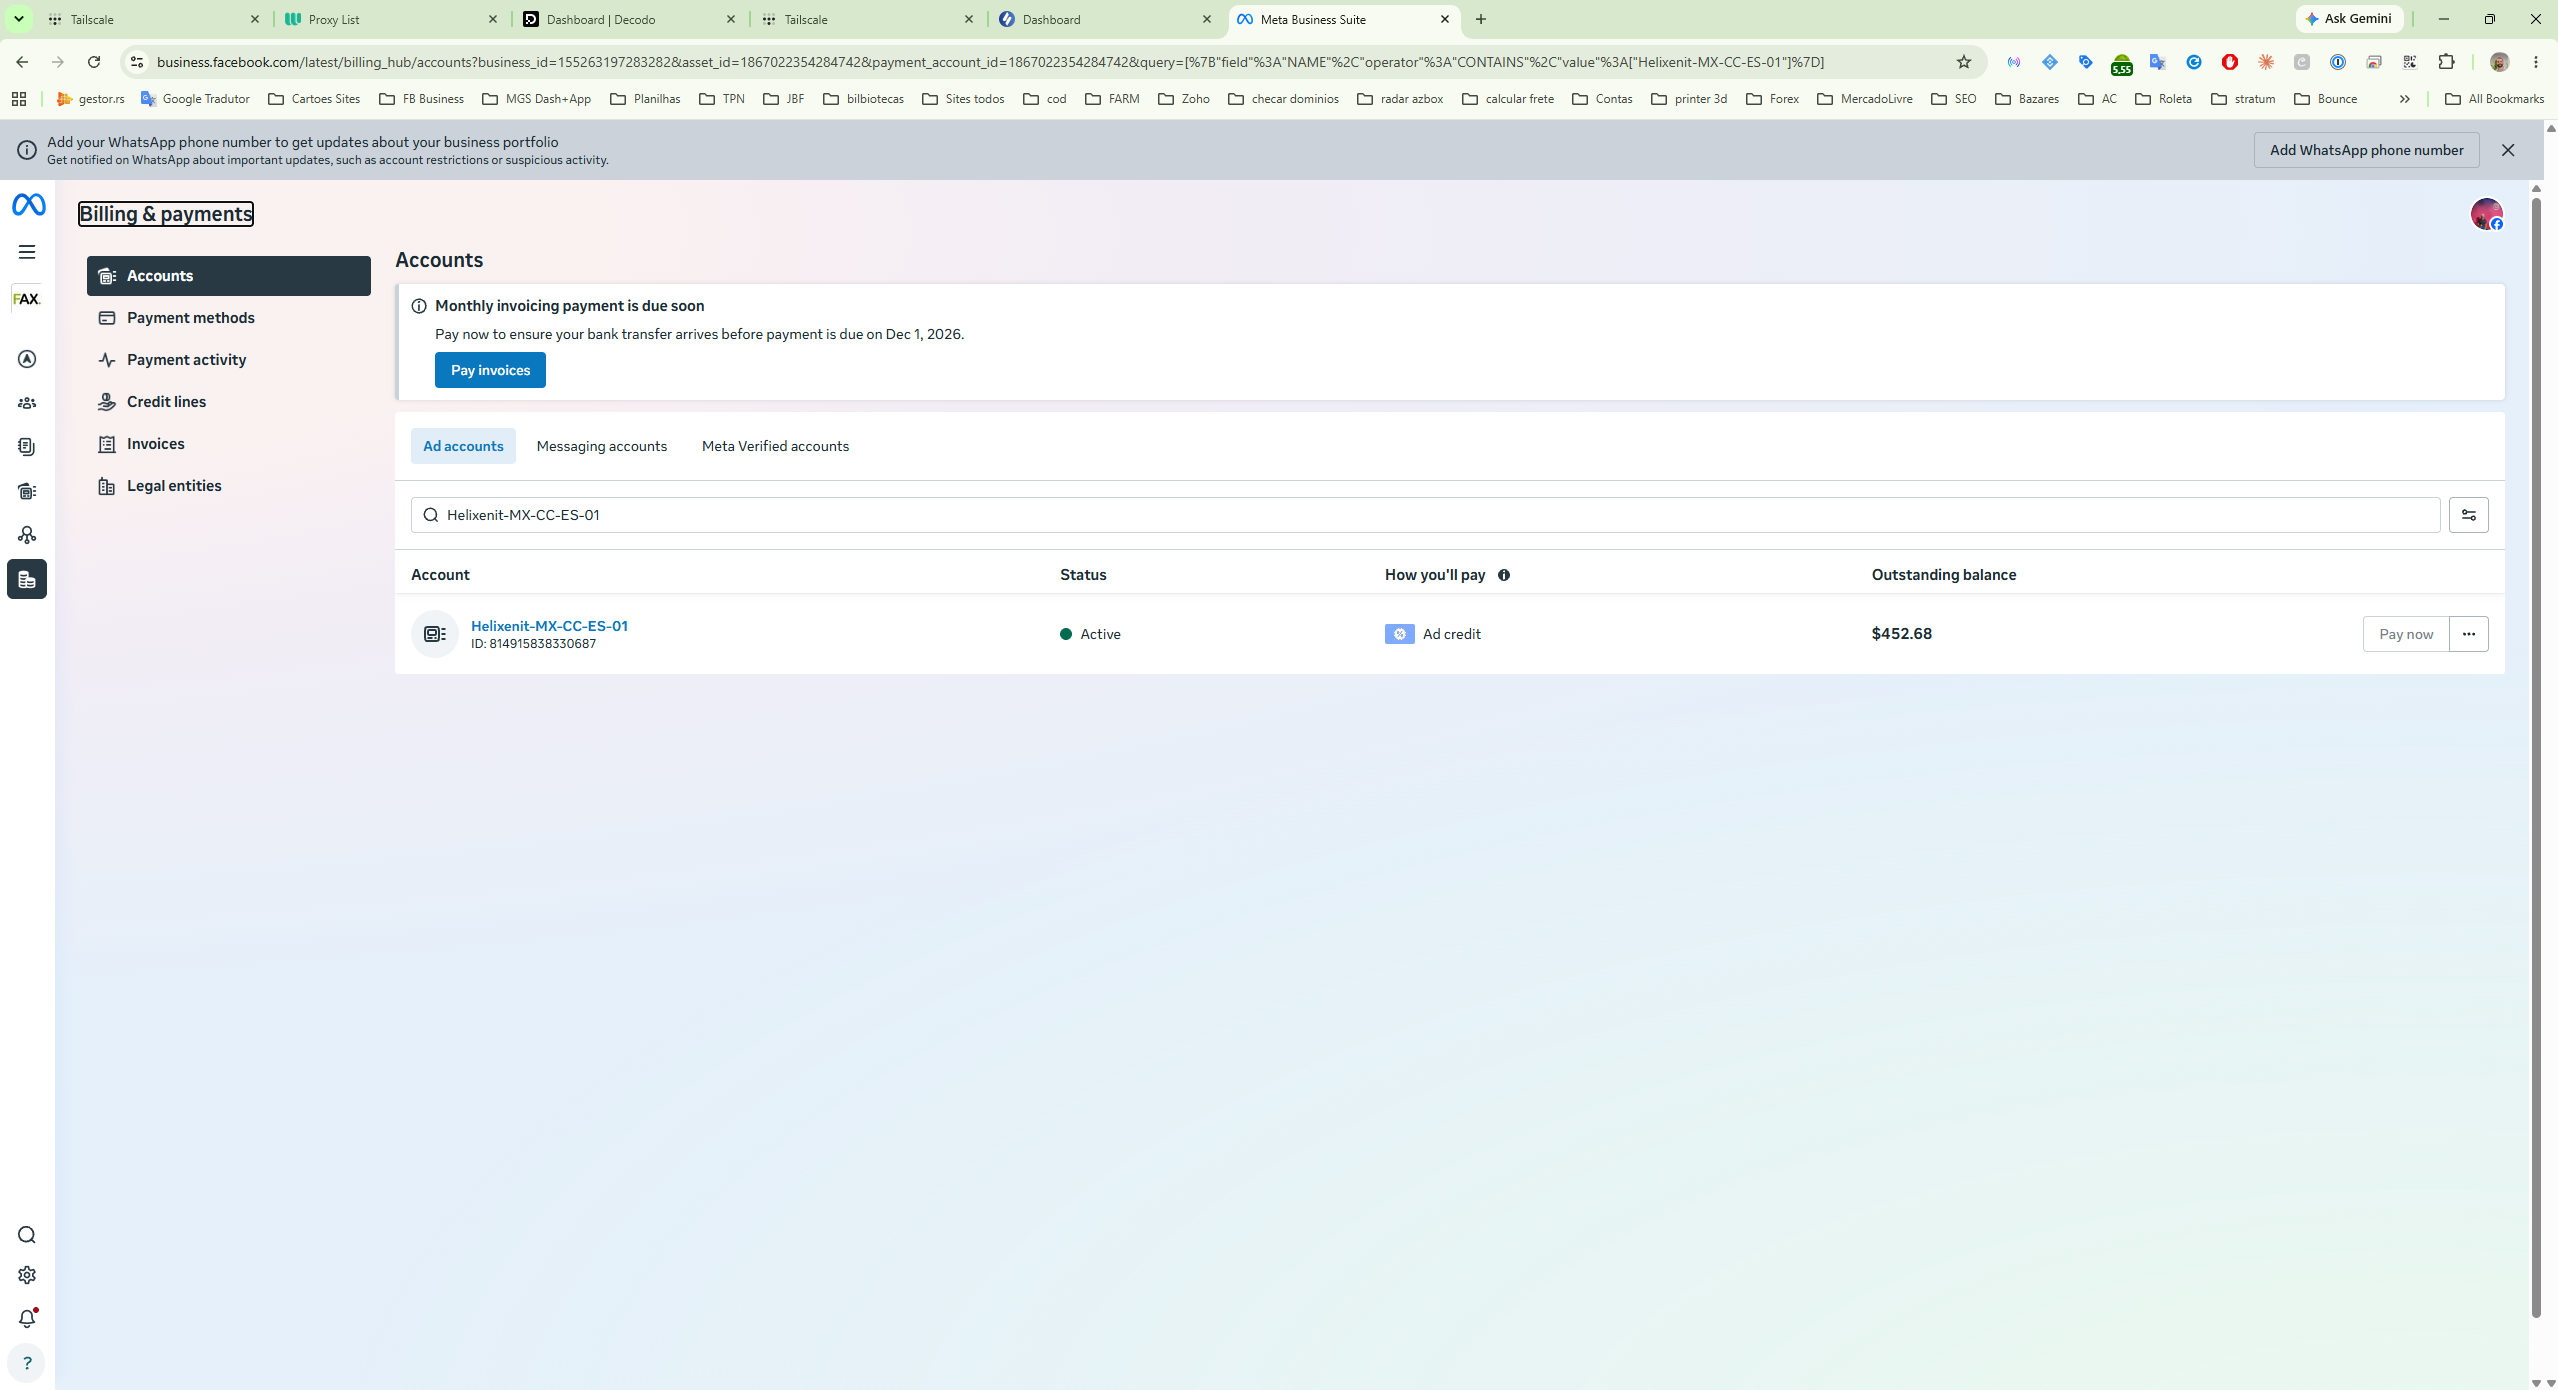 Tailscale
Proxy List
Dashboard | Decodo
Tailscale
Dashboard
Meta Business Suite
Ask Gemini
business.facebook.com/latest/billing_hub/accounts?business_id=155263197283282&asset_id=1867022354284742&payment_account_id=1867022354284742&query=[%7B"field"%3A"NAME"%2C"operator"%3A"CONTAINS"%2C"value"%3A["Helixenit-MX-CC-ES-01"]%7D]
5,55
gestor.rs
Google Tradutor
Cartoes Sites
FB Business
MGS Dash+App
Planilhas
TPN
JBF
bilbiotecas
Sites todos
cod
FARM
Zoho
checar dominios
radar azbox
calcular frete
Contas
printer 3d
Forex
MercadoLivre
SEO
Bazares
AC
Roleta
stratum
Bounce
All Bookmarks
Add your WhatsApp phone number to get updates about your business portfolio
Get notified on WhatsApp about important updates, such as account restrictions or suspicious activity.
Add WhatsApp phone number
Billing & payments
FAX.
Accounts
Payment methods
Payment activity
Credit lines
Invoices
Legal entities
Accounts
Monthly invoicing payment is due soon
Pay now to ensure your bank transfer arrives before payment is due on Dec 1, 2026.
Pay invoices
Ad accounts
Messaging accounts
Meta Verified accounts
Helixenit-MX-CC-ES-01
Account
Status
How you'll pay
Outstanding balance
Helixenit-MX-CC-ES-01
ID: 814915838330687
Active
Ad credit
$452.68
Pay now